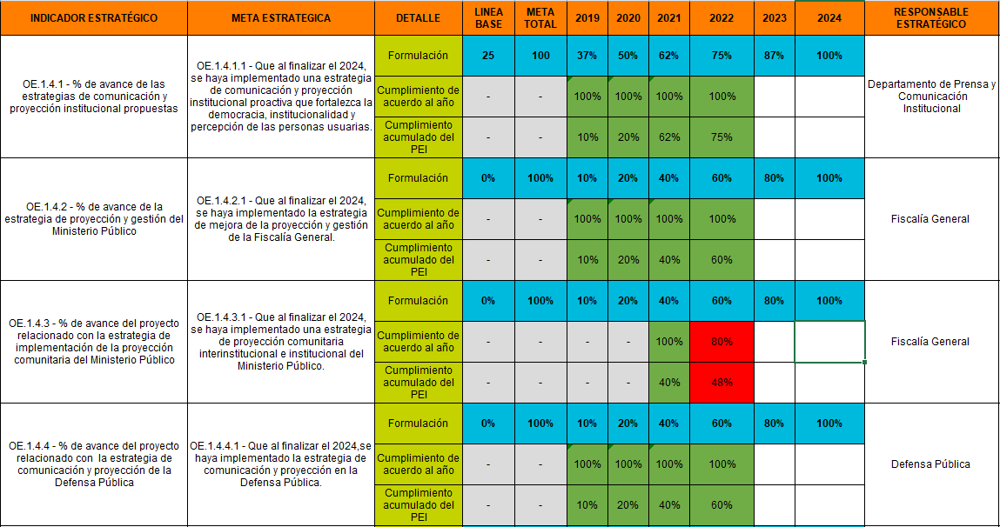 INDICADOR ESTRATÉGICO
META ESTRATEGICA
DETALLE
LINEA
BASE
META
TOTAL
2019
2020
2021
2022
2023
2024
RESPONSABLE
ESTRATÉGICO
OE.1.4.1 - % de avance de las
estrategias de comunicación y
proyección institucional propuestas
OE.1.4.1.1 - Que al finalizar el 2024,
se haya implementado una estrategia
de comunicación y proyección
institucional proactiva que fortalezca la
democracia, institucionalidad y
percepción de las personas usuarias.
Formulación
25
100
37%
50%
62%
75%
87%
100%
Cumplimiento de
acuerdo al año
-
-
100%
100%
100%
100%
Cumplimiento
acumulado del
PEI
-
-
10%
20%
62%
75%
Departamento de Prensa y
Comunicación
Institucional
OE.1.4.2 - % de avance de la
estrategia de proyección y gestión del
Ministerio Público
OE.1.4.2.1 - Que al finalizar el 2024,
se haya implementado la estrategia
de mejora de la proyección y gestión
de la Fiscalía General.
Formulación
0%
100%
10%
20%
40%
60%
80%
100%
Cumplimiento de
acuerdo al año
-
-
100%
100%
100%
100%
Cumplimiento
acumulado del
PEI
-
-
10%
20%
40%
60%
Fiscalía General
OE.1.4.3 - % de avance del proyecto
relacionado con la estrategia de
implementación de la proyección
comunitaria del Ministerio Público
OE.1.4.3.1 - Que al finalizar el 2024,
se haya implementado una estrategia
de proyección comunitaria
interinstitucional e institucional del
Ministerio Público.
Formulación
0%
100%
10%
20%
40%
60%
80%
100%
Cumplimiento de
acuerdo al año
-
-
-
-
100%
80%
Cumplimiento
acumulado del
PEI
-
-
-
-
40%
48%
Fiscalía General
OE.1.4.4 - % de avance del proyecto
relacionado con la estrategia de
comunicación y proyección de la
Defensa Pública
OE.1.4.4.1 - Que al finalizar el 2024,se
haya implementado la estrategia de
comunicación y proyección en la
Defensa Pública.
Formulación
0%
100%
10%
20%
40%
60%
80%
100%
Cumplimiento de
acuerdo al año
-
-
100%
100%
100%
100%
Cumplimiento
acumulado del
PEI
-
-
10%
20%
40%
60%
Defensa Pública